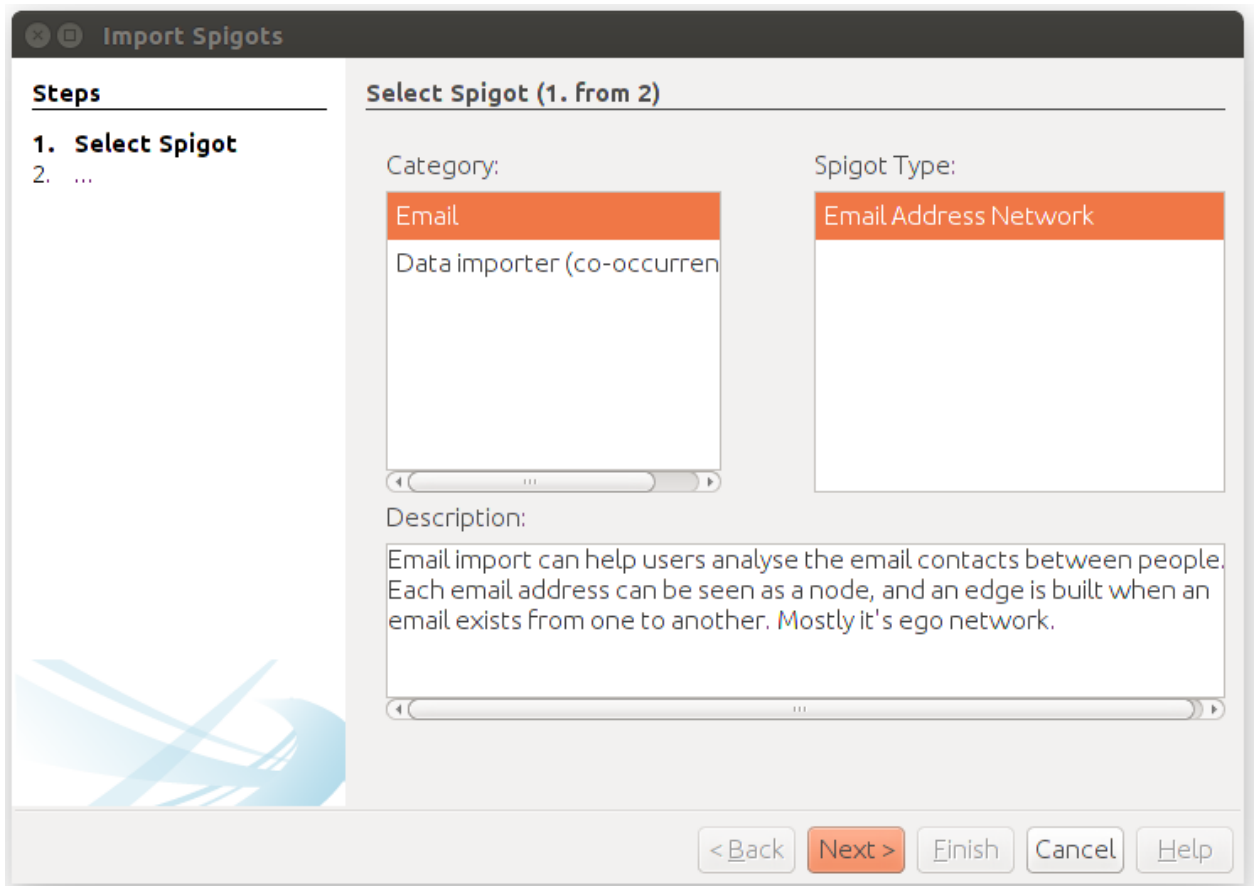 Import Spigots
Steps
1. Select Spigot
2. ...
Select Spigot (1. from 2)
Category:
Email
Data importer (co-occurren
Spigot Type:
Email Address Network
Description:
Email import can help users analyse the email contacts between people.
Each email address can be seen as a node, and an edge is built when an
email exists from one to another. Mostly it's ego network.
< Back Next > Finish Cancel Help